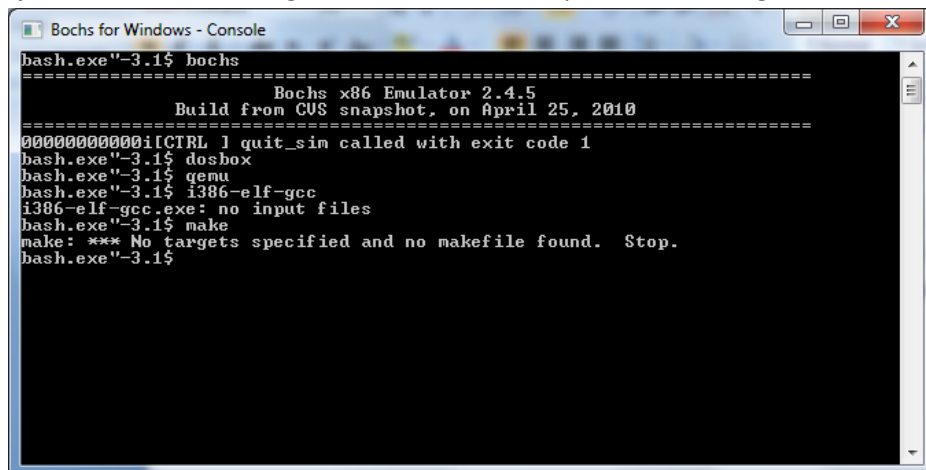 Bochs for Windows - Console
bash.exe"-3.1$ bochs
========================================================================
Bochs x86 Emulator 2.4.5
Build from CVS snapshot, on April 25, 2010
========================================================================
00000000000i[CTRL ] quit_sim called with exit code 1
bash.exe"-3.1$ dosbox
bash.exe"-3.1$ qemu
bash.exe"-3.1$ i386-elf-gcc
i386-elf-gcc.exe: no input files
bash.exe"-3.1$ make
make: *** No targets specified and no makefile found.  Stop.
bash.exe"-3.1$